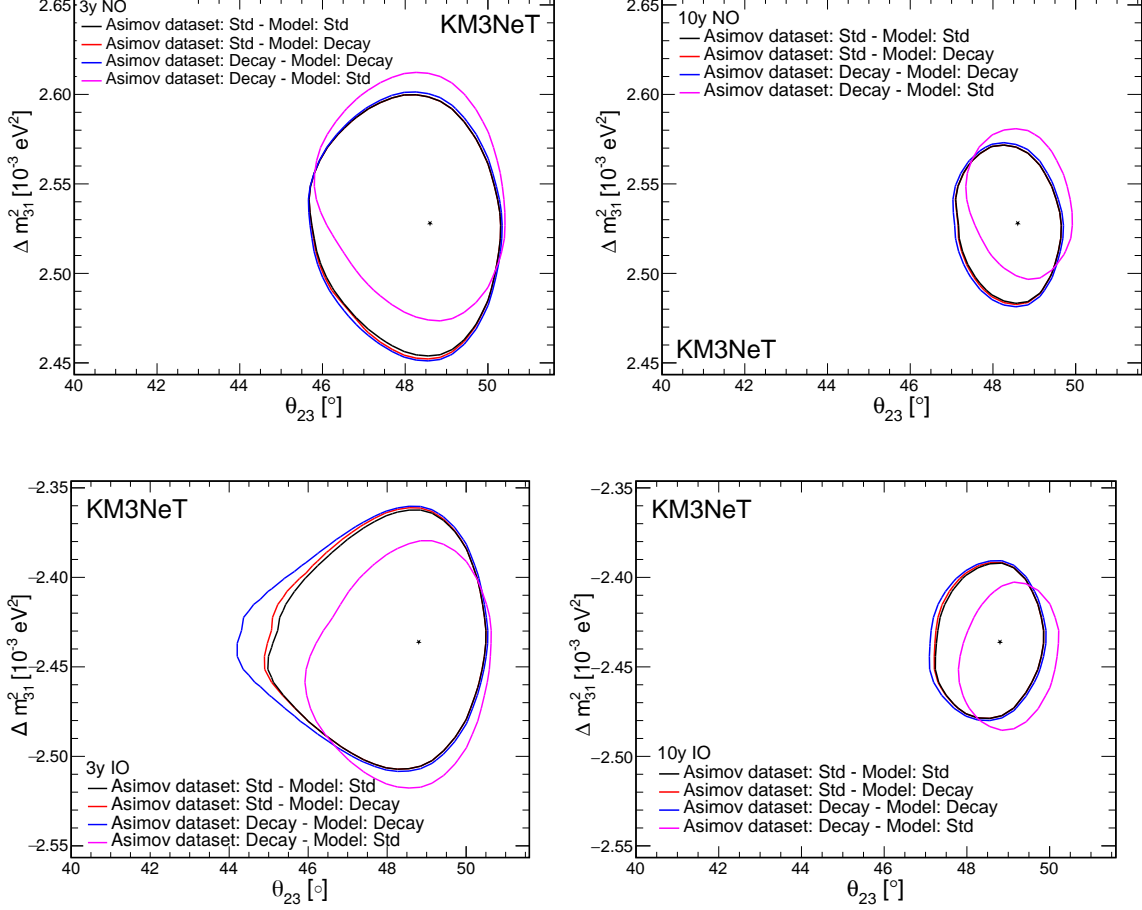 3y NO
KM3NeT
Asimov dataset: Std - Model: Std
Asimov dataset: Std - Model: Decay
Asimov dataset: Decay - Model: Decay
Asimov dataset: Decay - Model: Std
2.65
2.60
2.55
2.50
2.45
Δ m²₃₁ [10⁻³ eV²]
40 42 44 46 48 50
θ₂₃ [°]
10y NO
Asimov dataset: Std - Model: Std
Asimov dataset: Std - Model: Decay
Asimov dataset: Decay - Model: Decay
Asimov dataset: Decay - Model: Std
KM3NeT
2.65
2.60
2.55
2.50
2.45
Δ m²₃₁ [10⁻³ eV²]
40 42 44 46 48 50
θ₂₃ [°]
KM3NeT
3y IO
Asimov dataset: Std - Model: Std
Asimov dataset: Std - Model: Decay
Asimov dataset: Decay - Model: Decay
Asimov dataset: Decay - Model: Std
−2.35
−2.40
−2.45
−2.50
−2.55
Δ m²₃₁ [10⁻³ eV²]
40 42 44 46 48 50
θ₂₃ [○]
KM3NeT
10y IO
Asimov dataset: Std - Model: Std
Asimov dataset: Std - Model: Decay
Asimov dataset: Decay - Model: Decay
Asimov dataset: Decay - Model: Std
−2.35
−2.40
−2.45
−2.50
−2.55
Δ m²₃₁ [10⁻³ eV²]
40 42 44 46 48 50
θ₂₃ [°]